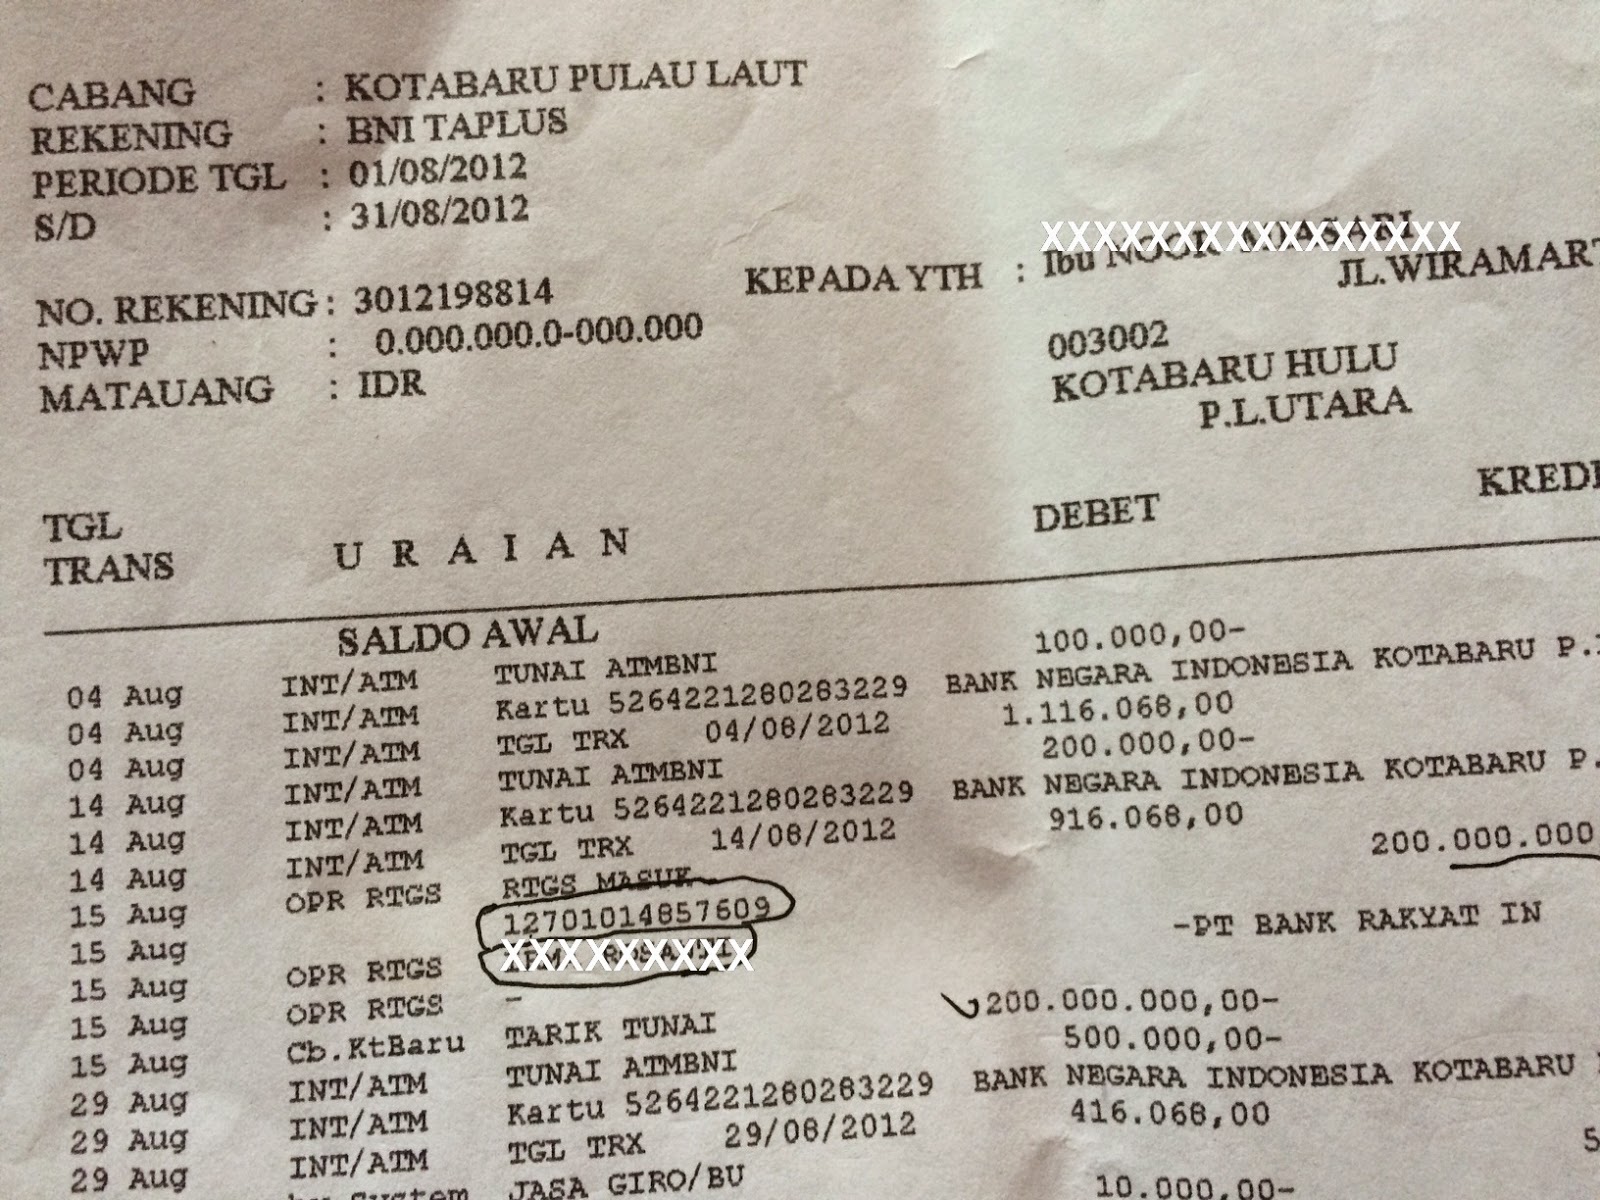 CABANG : KOTABARU PULAU LAUT
REKENING : BNI TAPLUS
PERIODE TGL : 01/08/2012
S/D : 31/08/2012
XXXXXXXXXXXXXXXX
KEPADA YTH : Ibu NOOR
JL.WIRAMART
NO. REKENING : 3012198814
NPWP : 0.000.000.0-000.000
MATAUANG : IDR
003002
KOTABARU HULU
P.L.UTARA
TGL
TRANS
U R A I A N
DEBET
KREDI
SALDO AWAL
04 Aug INT/ATM TUNAI ATMBNI 100.000,00-
04 Aug INT/ATM Kartu 5264221280283229 BANK NEGARA INDONESIA KOTABARU P.
04 Aug INT/ATM TGL TRX 04/08/2012 1.116.068,00
14 Aug INT/ATM TUNAI ATMBNI 200.000,00-
14 Aug INT/ATM Kartu 5264221280283229 BANK NEGARA INDONESIA KOTABARU P.
14 Aug INT/ATM TGL TRX 14/08/2012 916.068,00
15 Aug OPR RTGS RTGS MASUK 200.000.000
15 Aug 12701014857609 -PT BANK RAKYAT IN
15 Aug OPR RTGS XXXXXXXXXX
15 Aug OPR RTGS -
15 Aug Cb.KtBaru TARIK TUNAI 200.000.000,00-
29 Aug INT/ATM TUNAI ATMBNI 500.000,00-
29 Aug INT/ATM Kartu 5264221280283229 BANK NEGARA INDONESIA KOTABARU
29 Aug INT/ATM TGL TRX 29/08/2012 416.068,00
by System JASA GIRO/BU 5
10.000,00-